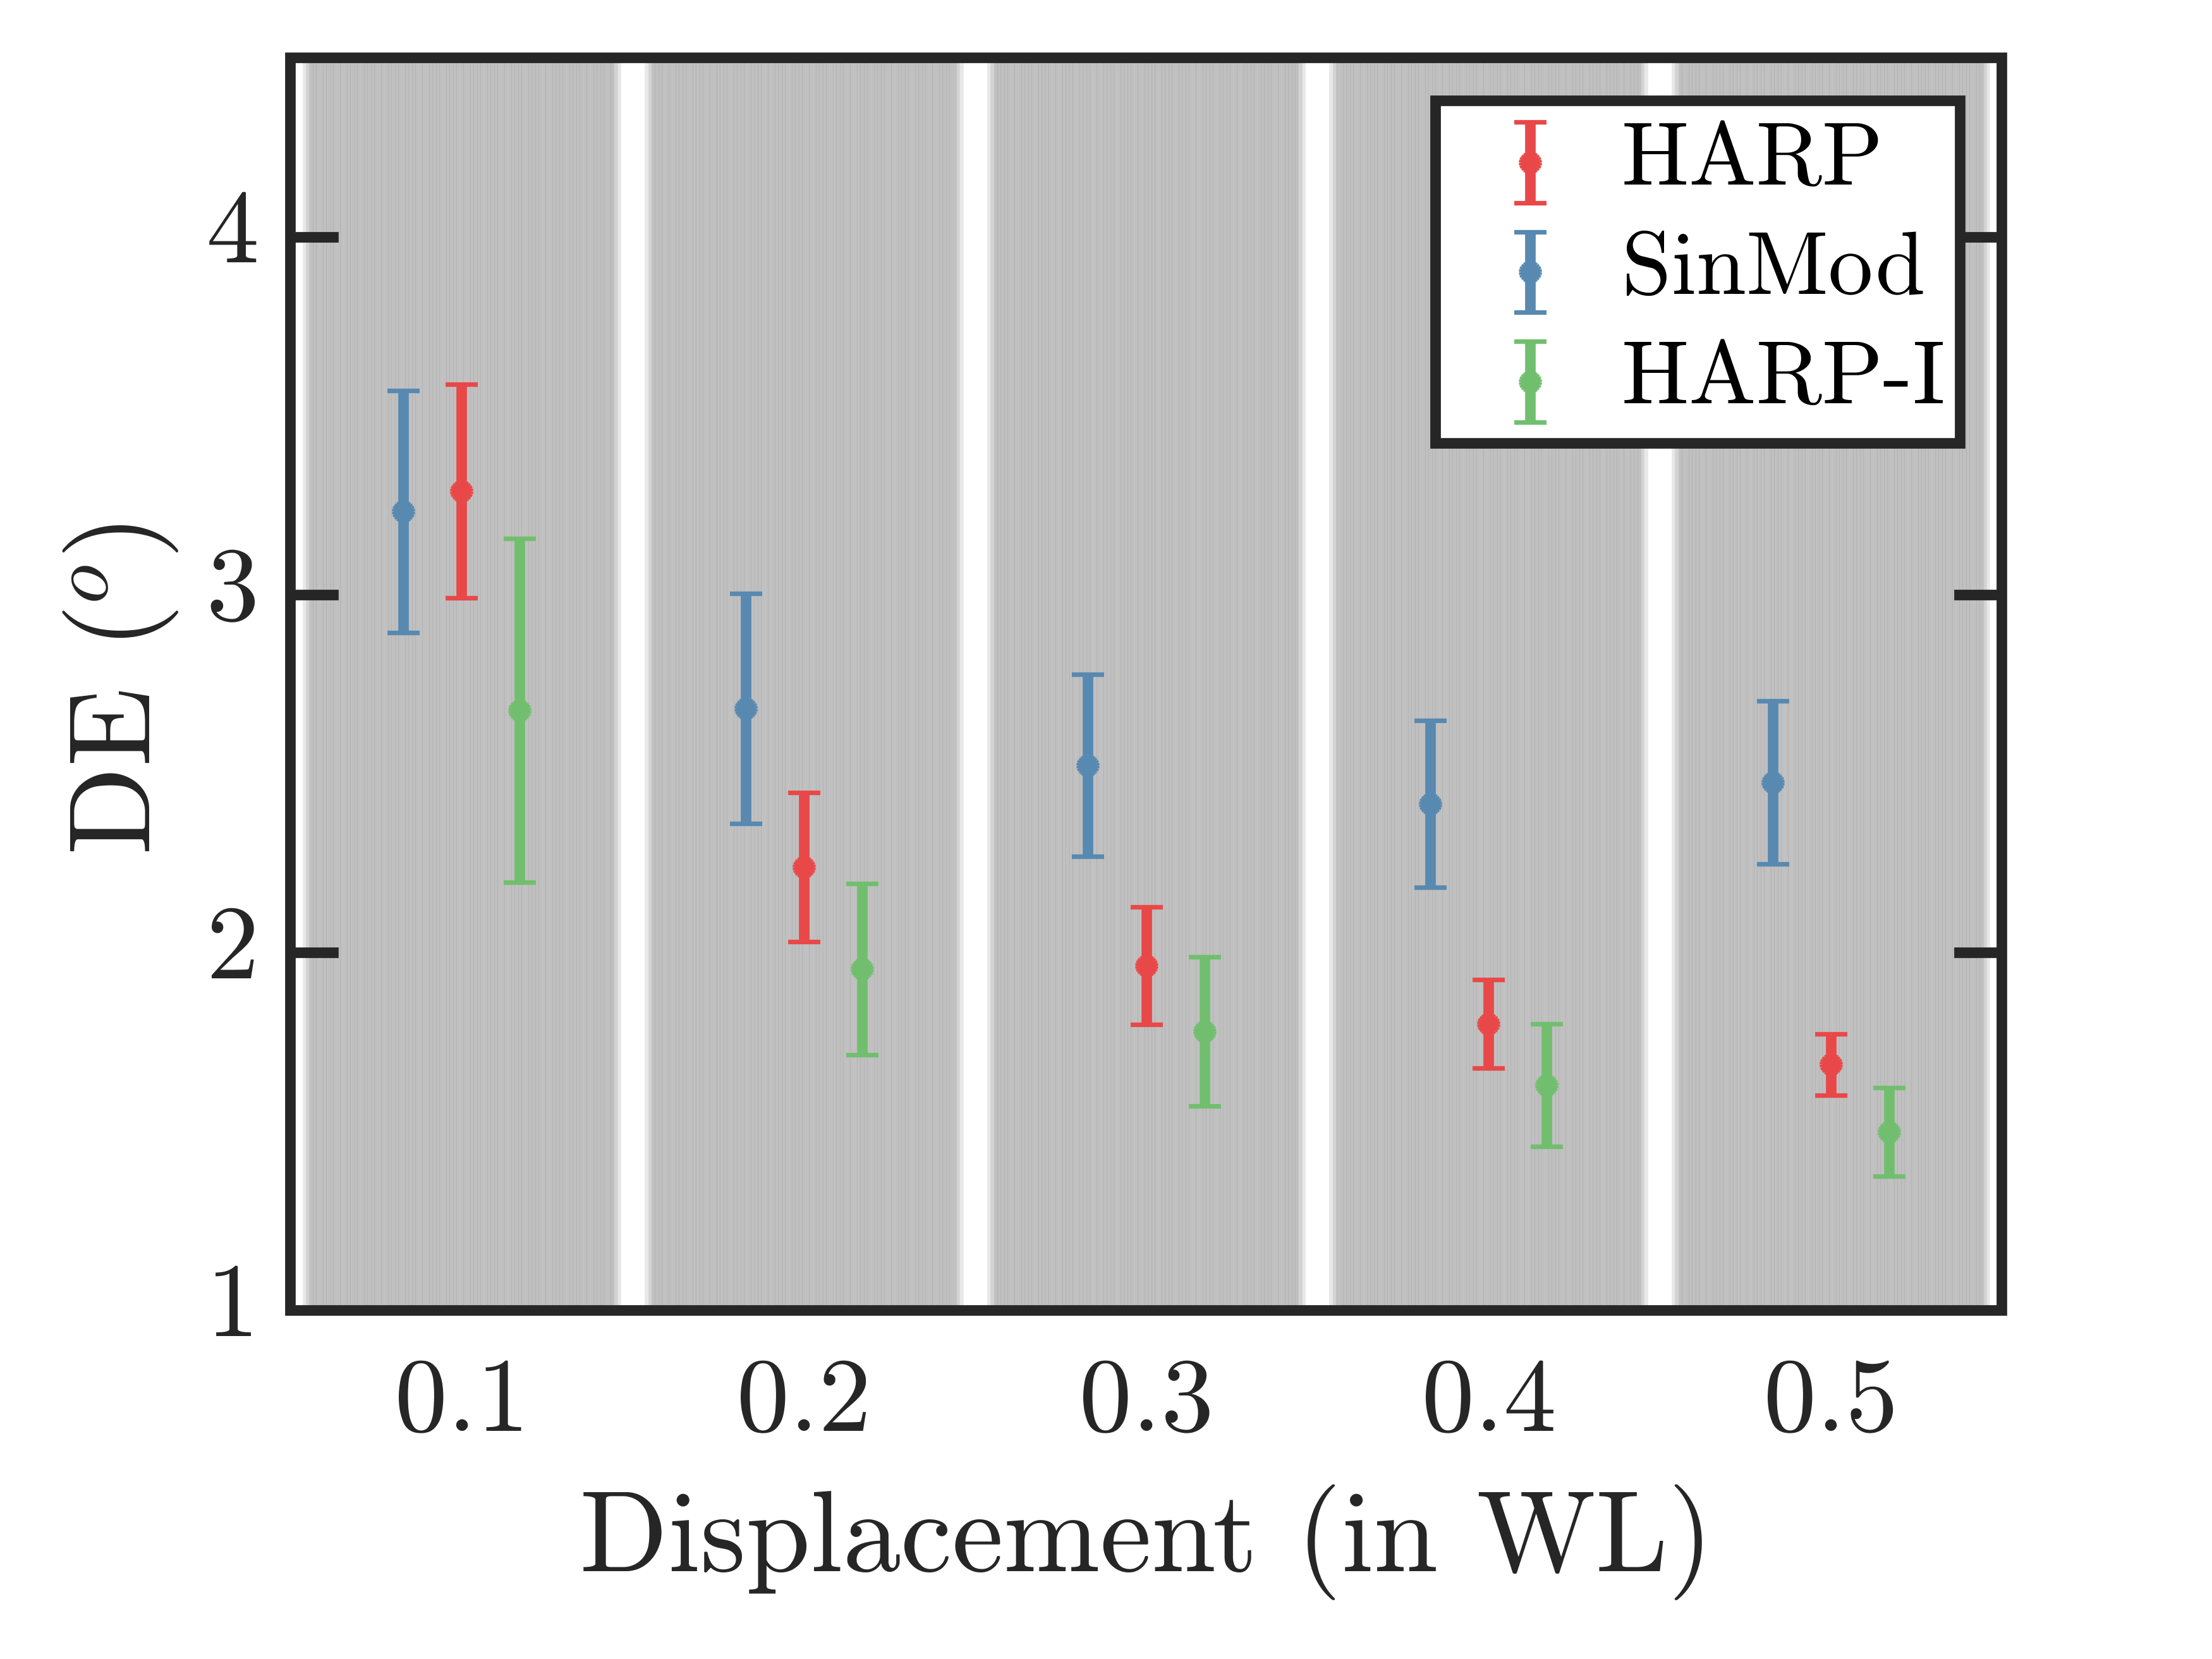 HARP
SinMod
HARP-I
4
3
2
1
DE (o)
0.1 0.2 0.3 0.4 0.5
Displacement (in WL)